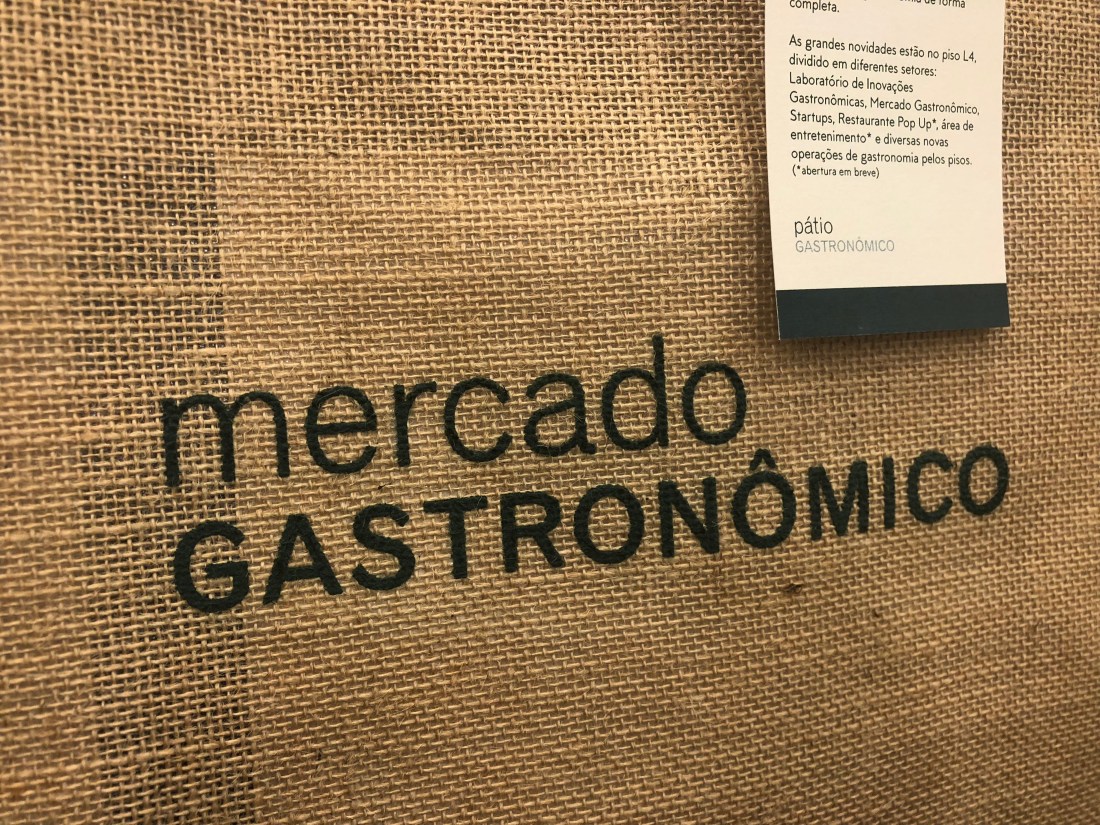 de forma
completa.
As grandes novidades estão no piso L4,
dividido em diferentes setores:
Laboratório de Inovações
Gastronômicas, Mercado Gastronômico,
Startups, Restaurante Pop Up*, área de
entretenimento* e diversas novas
operações de gastronomia pelos pisos.
(*abertura em breve)
pátio
GASTRONÔMICO
mercado
GASTRONÔMICO